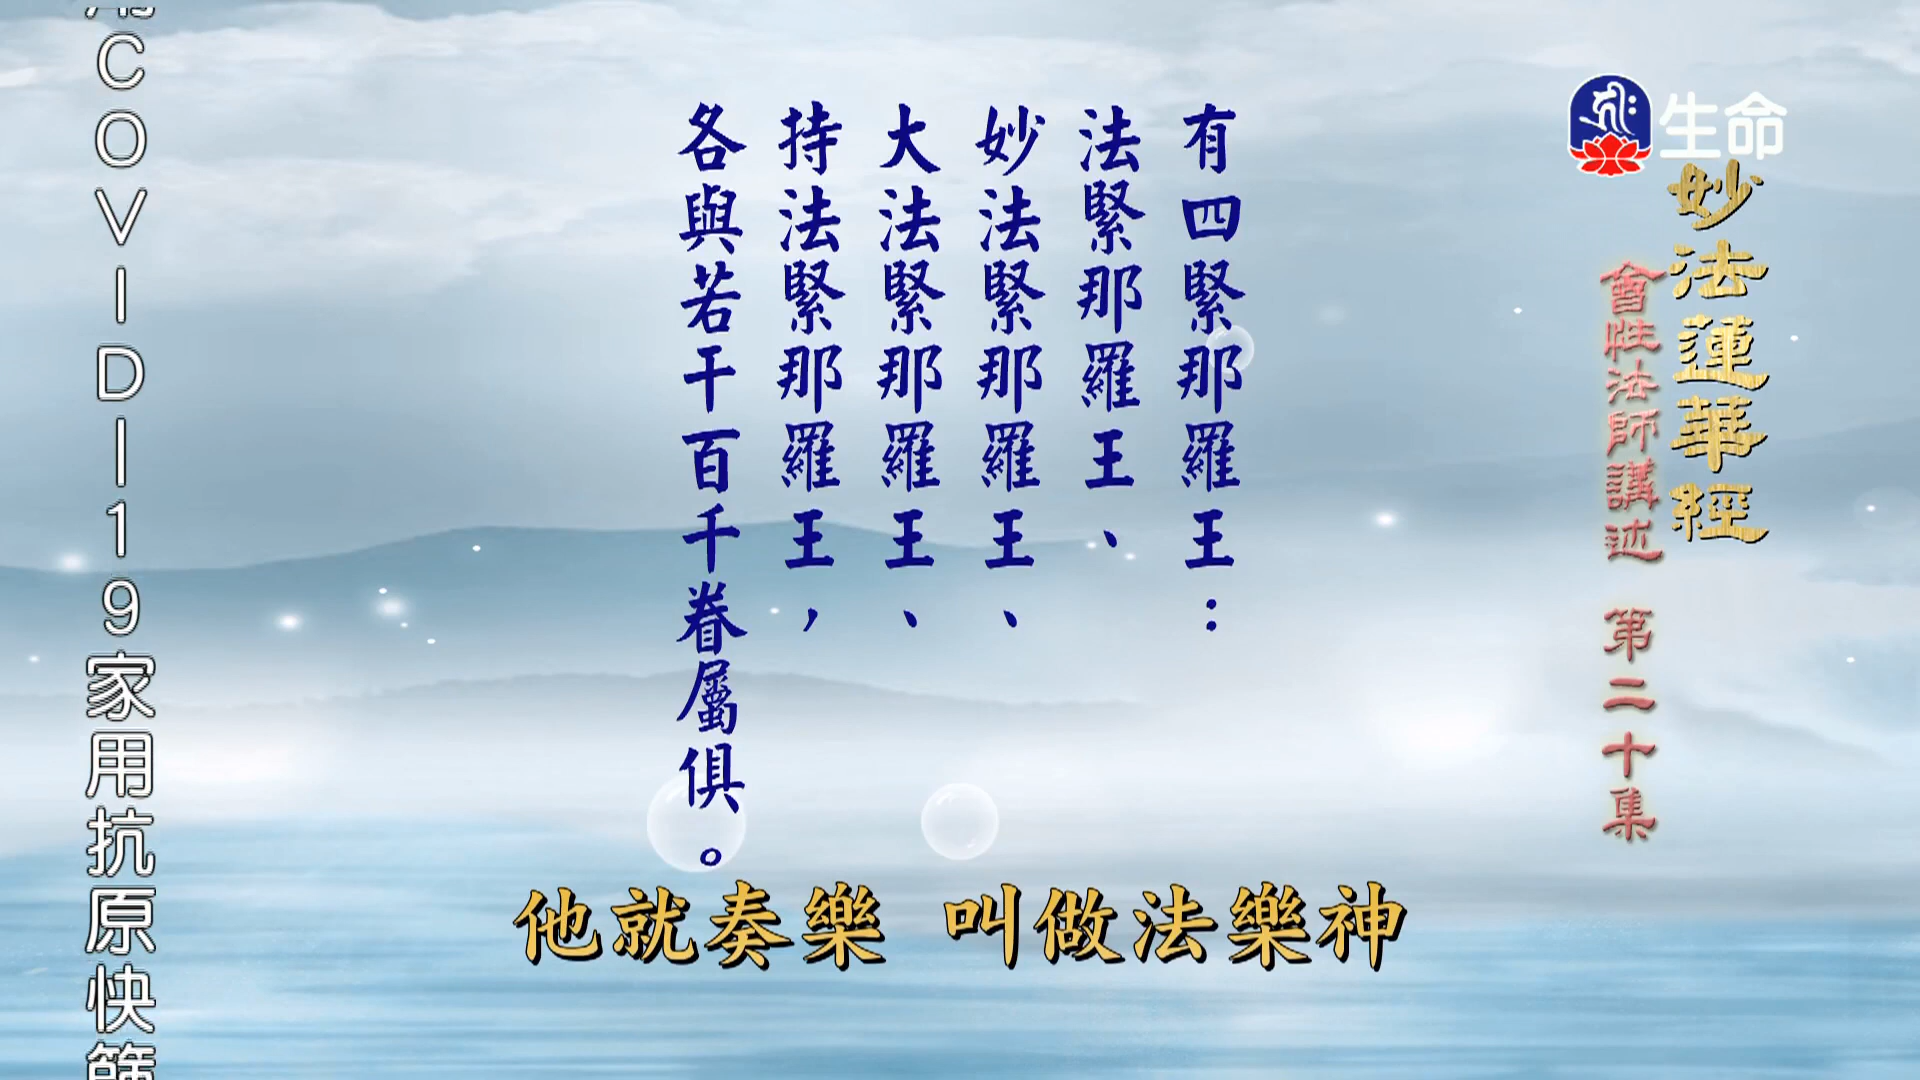 生命
妙法蓮華經
會性法師講述 第二十集
有四緊那羅王：
法緊那羅王、
妙法緊那羅王、
大法緊那羅王、
持法緊那羅王，
各與若干百千眷屬俱。
COVID-19家用抗原快篩
他就奏樂 叫做法樂神